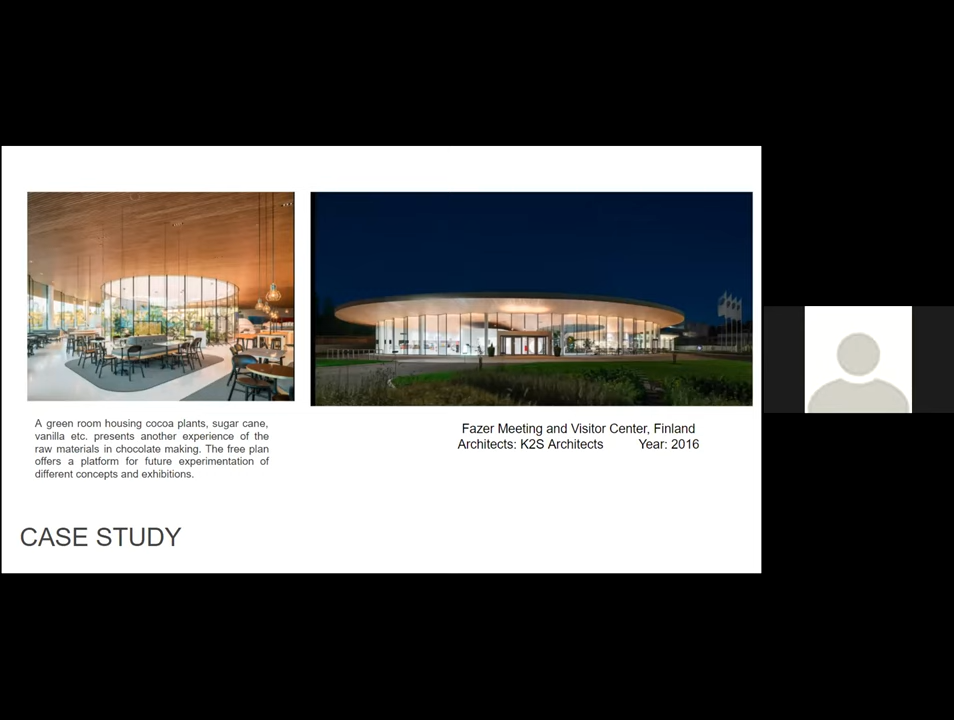 A green room housing cocoa plants, sugar cane,
vanilla etc. presents another experience of the
raw materials in chocolate making. The free plan
offers a platform for future experimentation of
different concepts and exhibitions.
Fazer Meeting and Visitor Center, Finland
Architects: K2S Architects Year: 2016
CASE STUDY